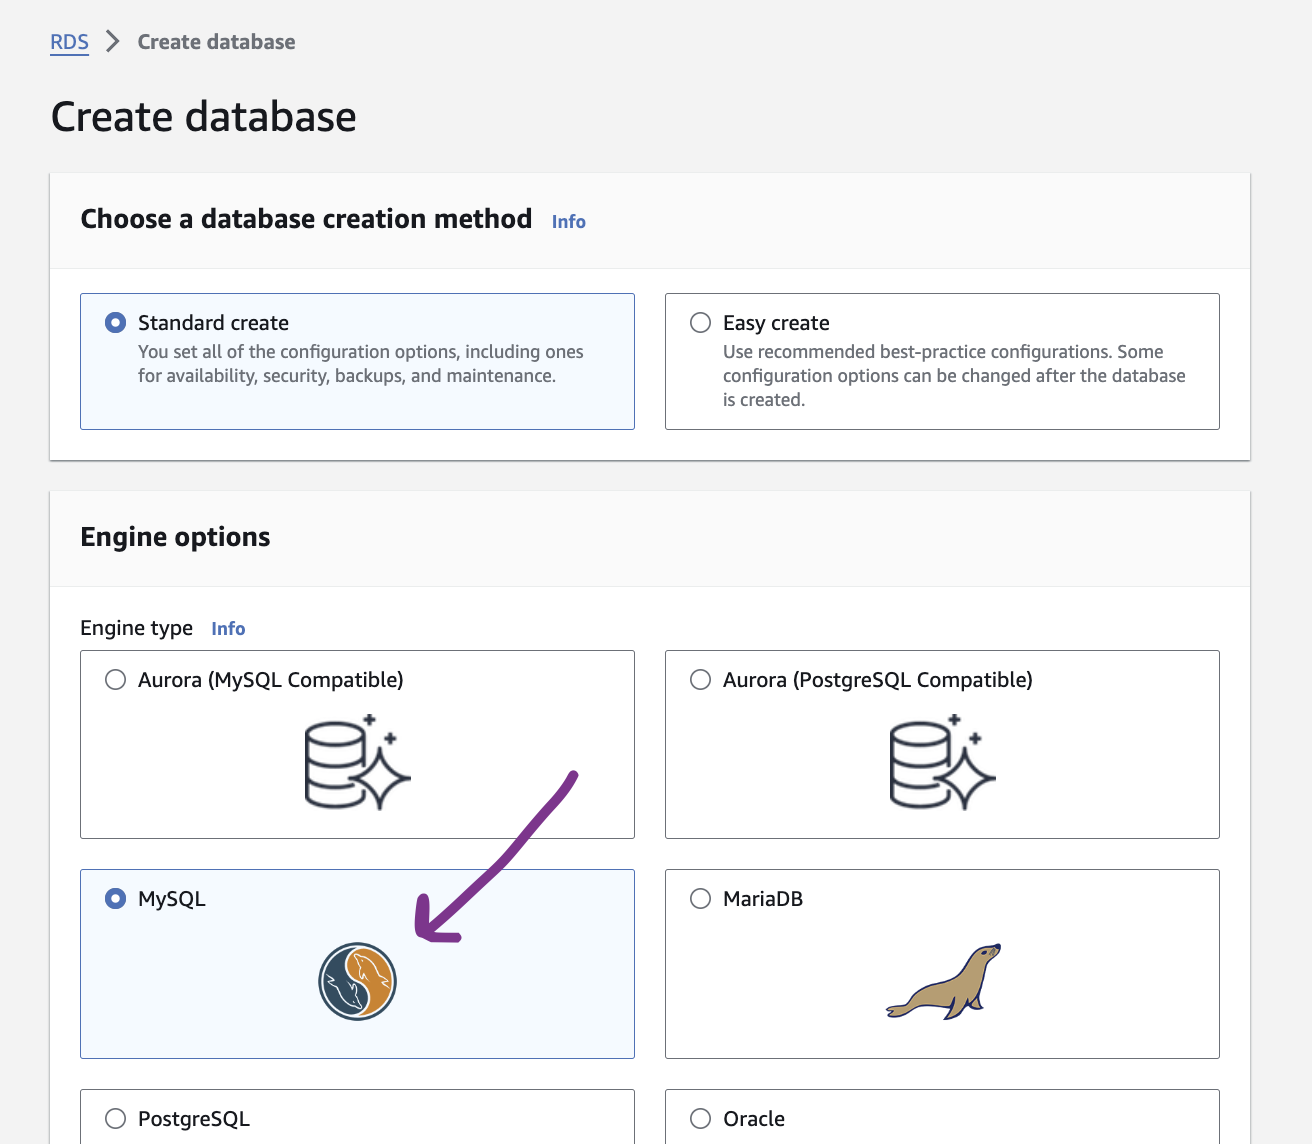 RDS > Create database
Create database
Choose a database creation method Info
Standard create
You set all of the configuration options, including ones
for availability, security, backups, and maintenance.
Easy create
Use recommended best-practice configurations. Some
configuration options can be changed after the database
is created.
Engine options
Engine type Info
Aurora (MySQL Compatible)
Aurora (PostgreSQL Compatible)
MySQL
MariaDB
PostgreSQL
Oracle